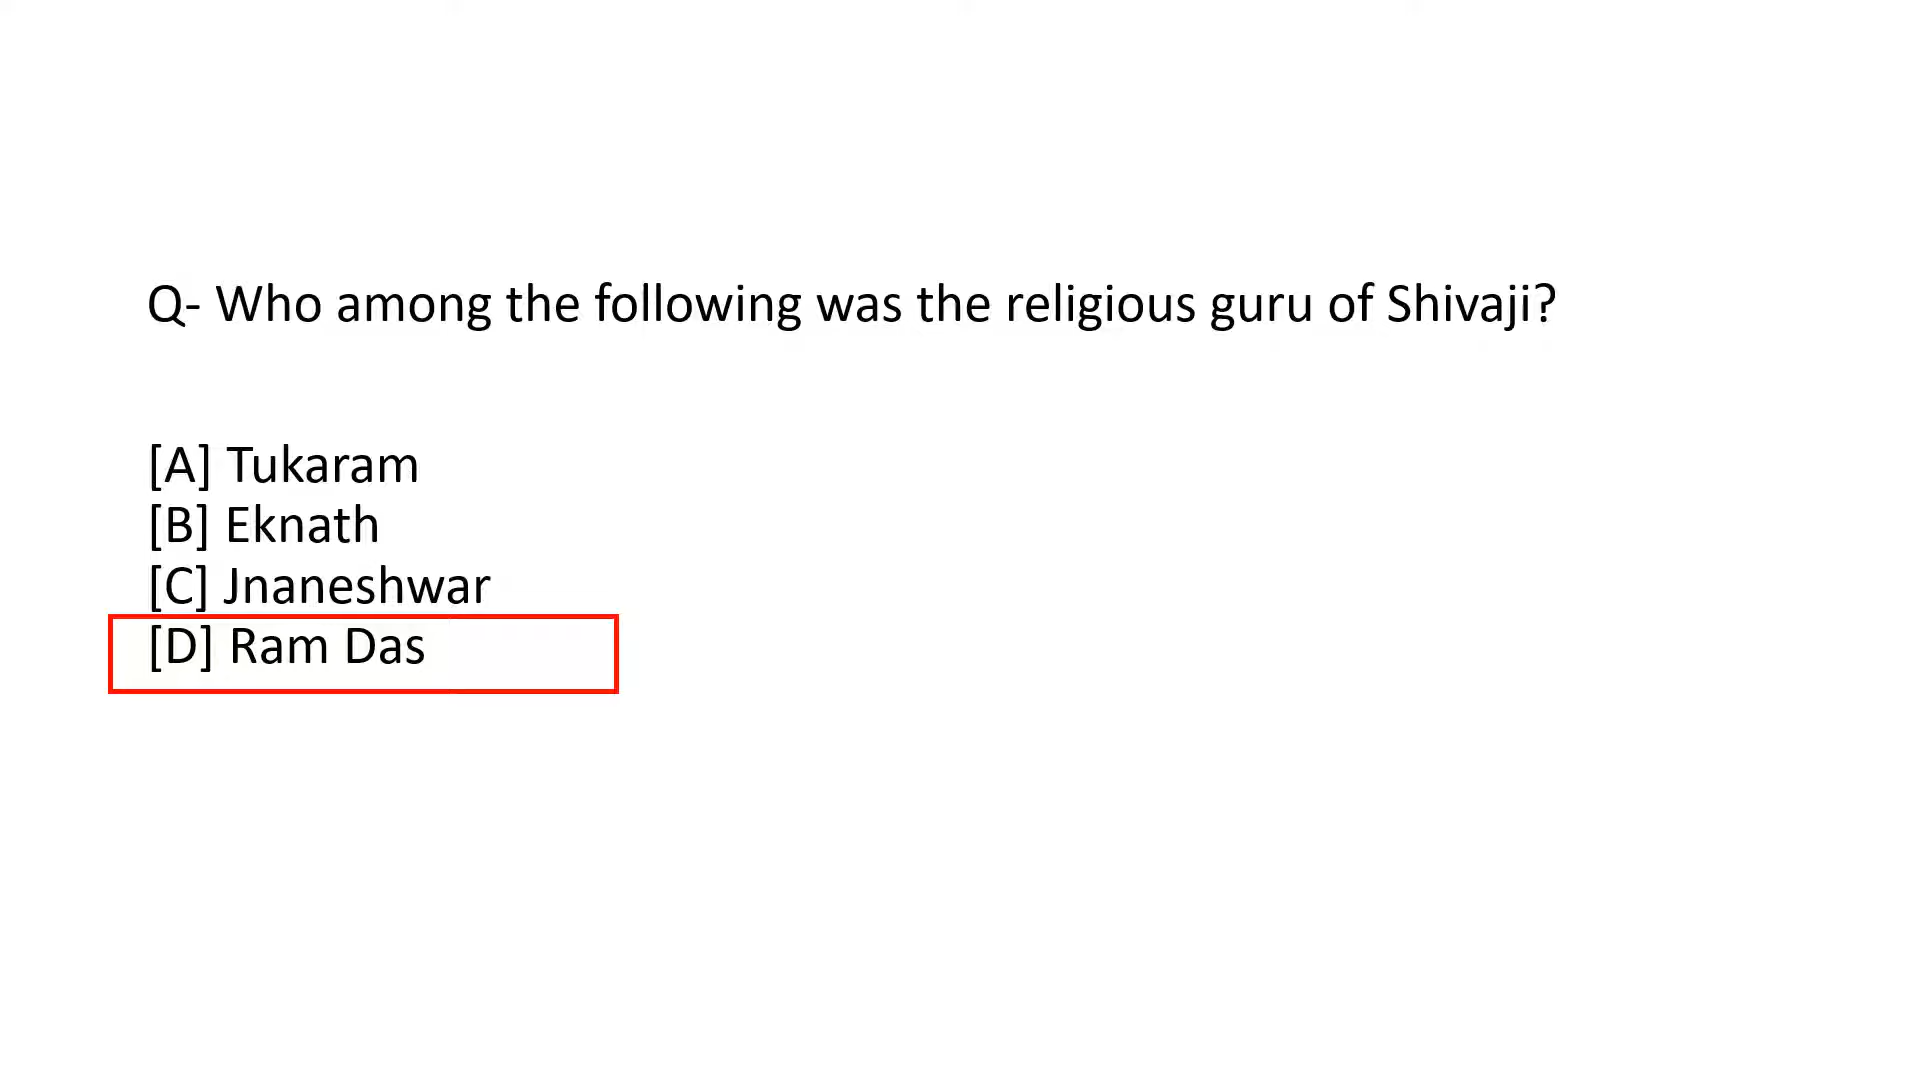 Q- Who among the following was the religious guru of Shivaji?
[A] Tukaram
[B] Eknath
[C] Jnaneshwar
[D] Ram Das